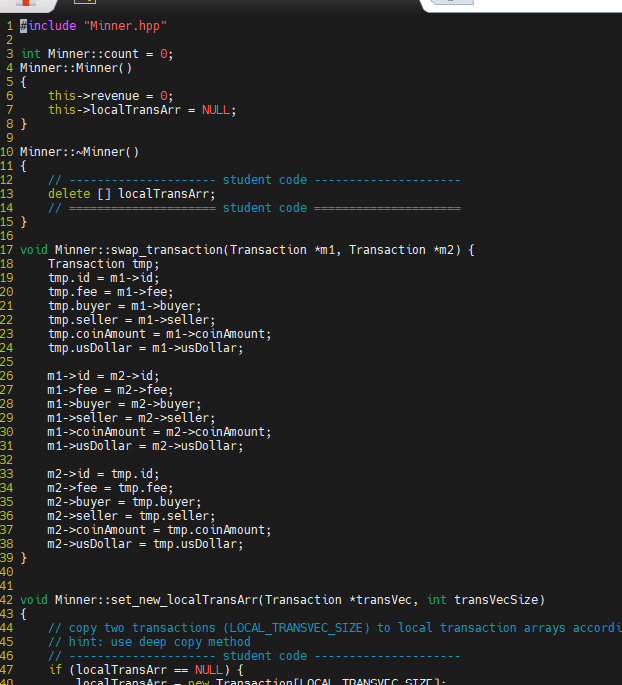 1 #include "Minner.hpp"
2
3 int Minner::count = 0;
4 Minner::Minner()
5 {
6     this->revenue = 0;
7     this->localTransArr = NULL;
8 }
9
10 Minner::~Minner()
11 {
12     // --------------------- student code ---------------------
13     delete [] localTransArr;
14     // ===================== student code =====================
15 }
16
17 void Minner::swap_transaction(Transaction *m1, Transaction *m2) {
18     Transaction tmp;
19     tmp.id = m1->id;
20     tmp.fee = m1->fee;
21     tmp.buyer = m1->buyer;
22     tmp.seller = m1->seller;
23     tmp.coinAmount = m1->coinAmount;
24     tmp.usDollar = m1->usDollar;
25
26     m1->id = m2->id;
27     m1->fee = m2->fee;
28     m1->buyer = m2->buyer;
29     m1->seller = m2->seller;
30     m1->coinAmount = m2->coinAmount;
31     m1->usDollar = m2->usDollar;
32
33     m2->id = tmp.id;
34     m2->fee = tmp.fee;
35     m2->buyer = tmp.buyer;
36     m2->seller = tmp.seller;
37     m2->coinAmount = tmp.coinAmount;
38     m2->usDollar = tmp.usDollar;
39 }
40
41
42 void Minner::set_new_localTransArr(Transaction *transVec, int transVecSize)
43 {
44     // copy two transactions (LOCAL_TRANSVEC_SIZE) to local transaction arrays accordi
45     // hint: use deep copy method
46     // --------------------- student code ---------------------
47     if (localTransArr == NULL) {
localTransArr = new Transaction[LOCAL_TRANSVEC_SIZE];